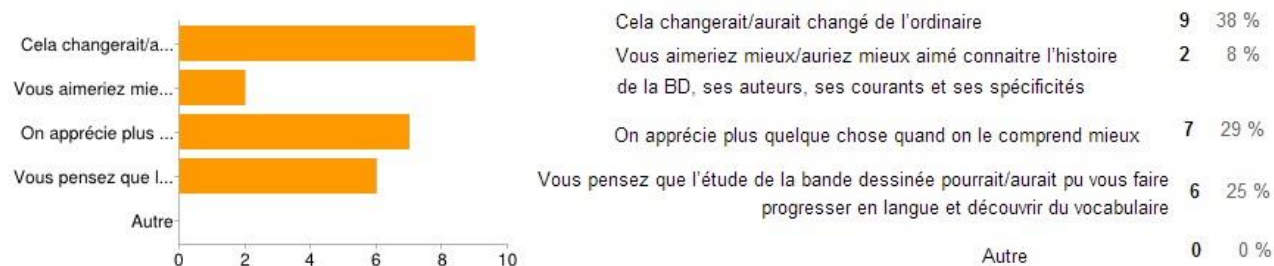 Cela changerait/a...
Vous aimeriez mie...
On apprécie plus ...
Vous pensez que l...
Autre
0 2 4 6 8 10
Cela changerait/aurait changé de l'ordinaire 9 38 %
Vous aimeriez mieux/auriez mieux aimé connaitre l'histoire 2 8 %
de la BD, ses auteurs, ses courants et ses spécificités
On apprécie plus quelque chose quand on le comprend mieux 7 29 %
Vous pensez que l'étude de la bande dessinée pourrait/aurait pu vous faire 6 25 %
progresser en langue et découvrir du vocabulaire
Autre 0 0 %